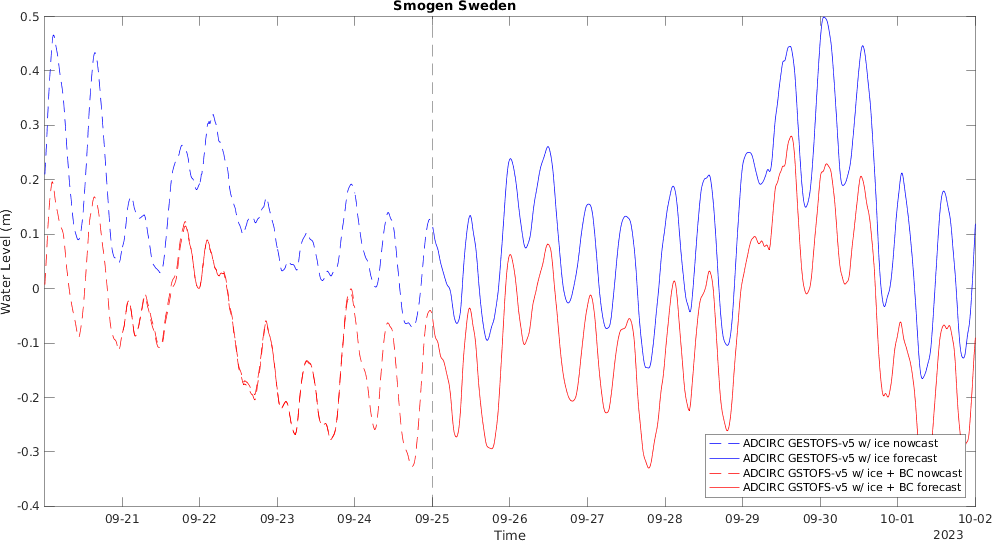 Smogen Sweden
Water Level (m)
0.5
0.4
0.3
0.2
0.1
0
-0.1
-0.2
-0.3
-0.4
ADCIRC GESTOFS-v5 w/ ice nowcast
ADCIRC GESTOFS-v5 w/ ice forecast
ADCIRC GSTOFS-v5 w/ ice + BC nowcast
ADCIRC GSTOFS-v5 w/ ice + BC forecast
09-21 09-22 09-23 09-24 09-25 09-26 09-27 09-28 09-29 09-30 10-01 10-02
Time
2023